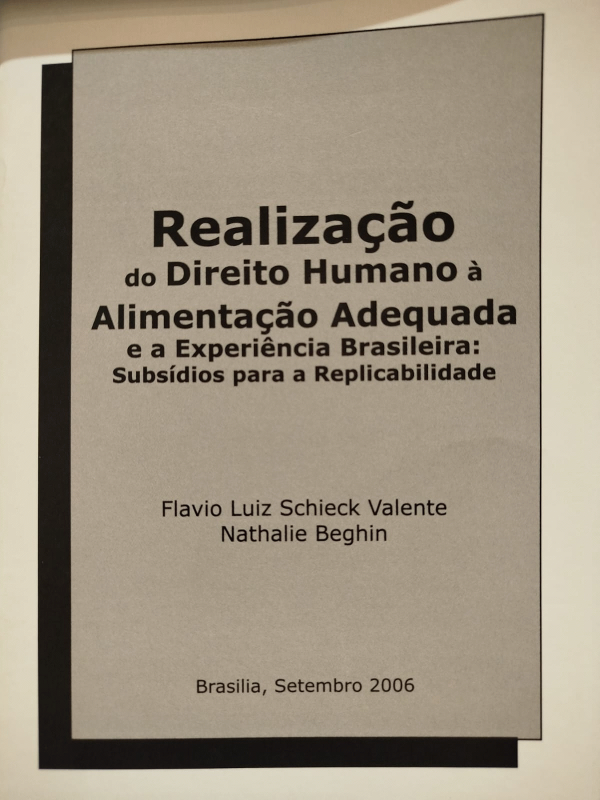 Realização
do Direito Humano à
Alimentação Adequada
e a Experiência Brasileira:
Subsídios para a Replicabilidade
Flavio Luiz Schieck Valente
Nathalie Beghin
Brasilia, Setembro 2006